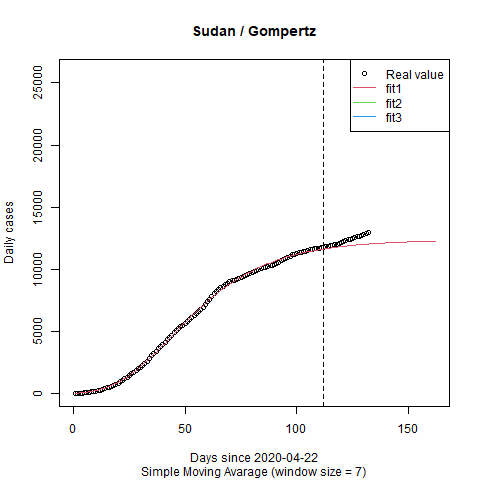 Sudan / Gompertz
Real value
fit1
fit2
fit3
Daily cases
25000
20000
15000
10000
5000
0
0 50 100 150
Days since 2020-04-22
Simple Moving Avarage (window size = 7)